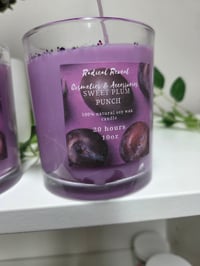 Radical Reveal
Cosmetics & Accessories
SWEET PLUM
PUNCH
100% natural soy wax
candle
20 hours
10oz